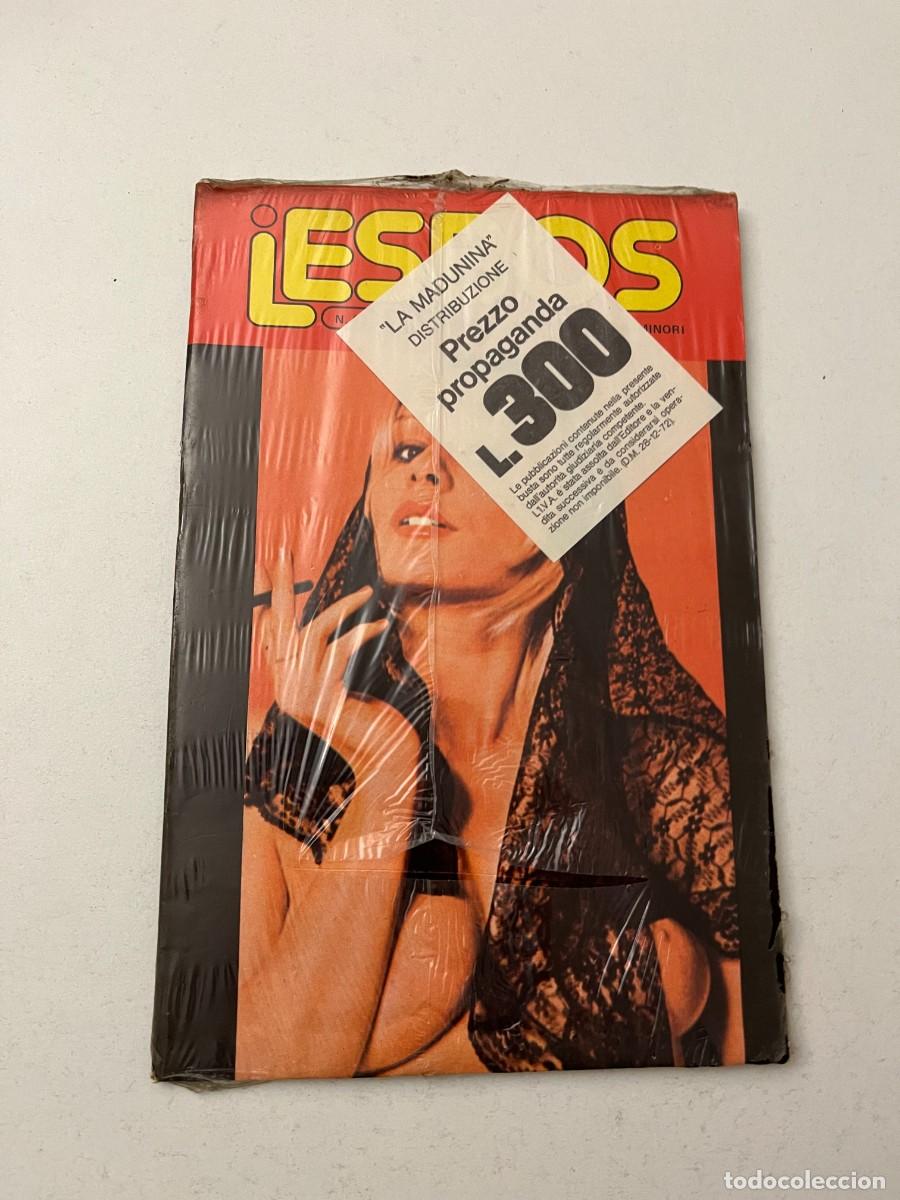 "LA MADUNINA"
DISTRIBUZIONE
Prezzo
propaganda
L.300
Le pubblicazioni contenute nella presente
busta sono tutte regolarmente autorizzate
dall'autorità giudiziaria competente.
L'I.V.A. è stata assolta dall'Editore e la ven-
dita successiva è da considerarsi opera-
zione non imponibile. (D.M. 28-12-72).
N.
MINORI
todocoleccion